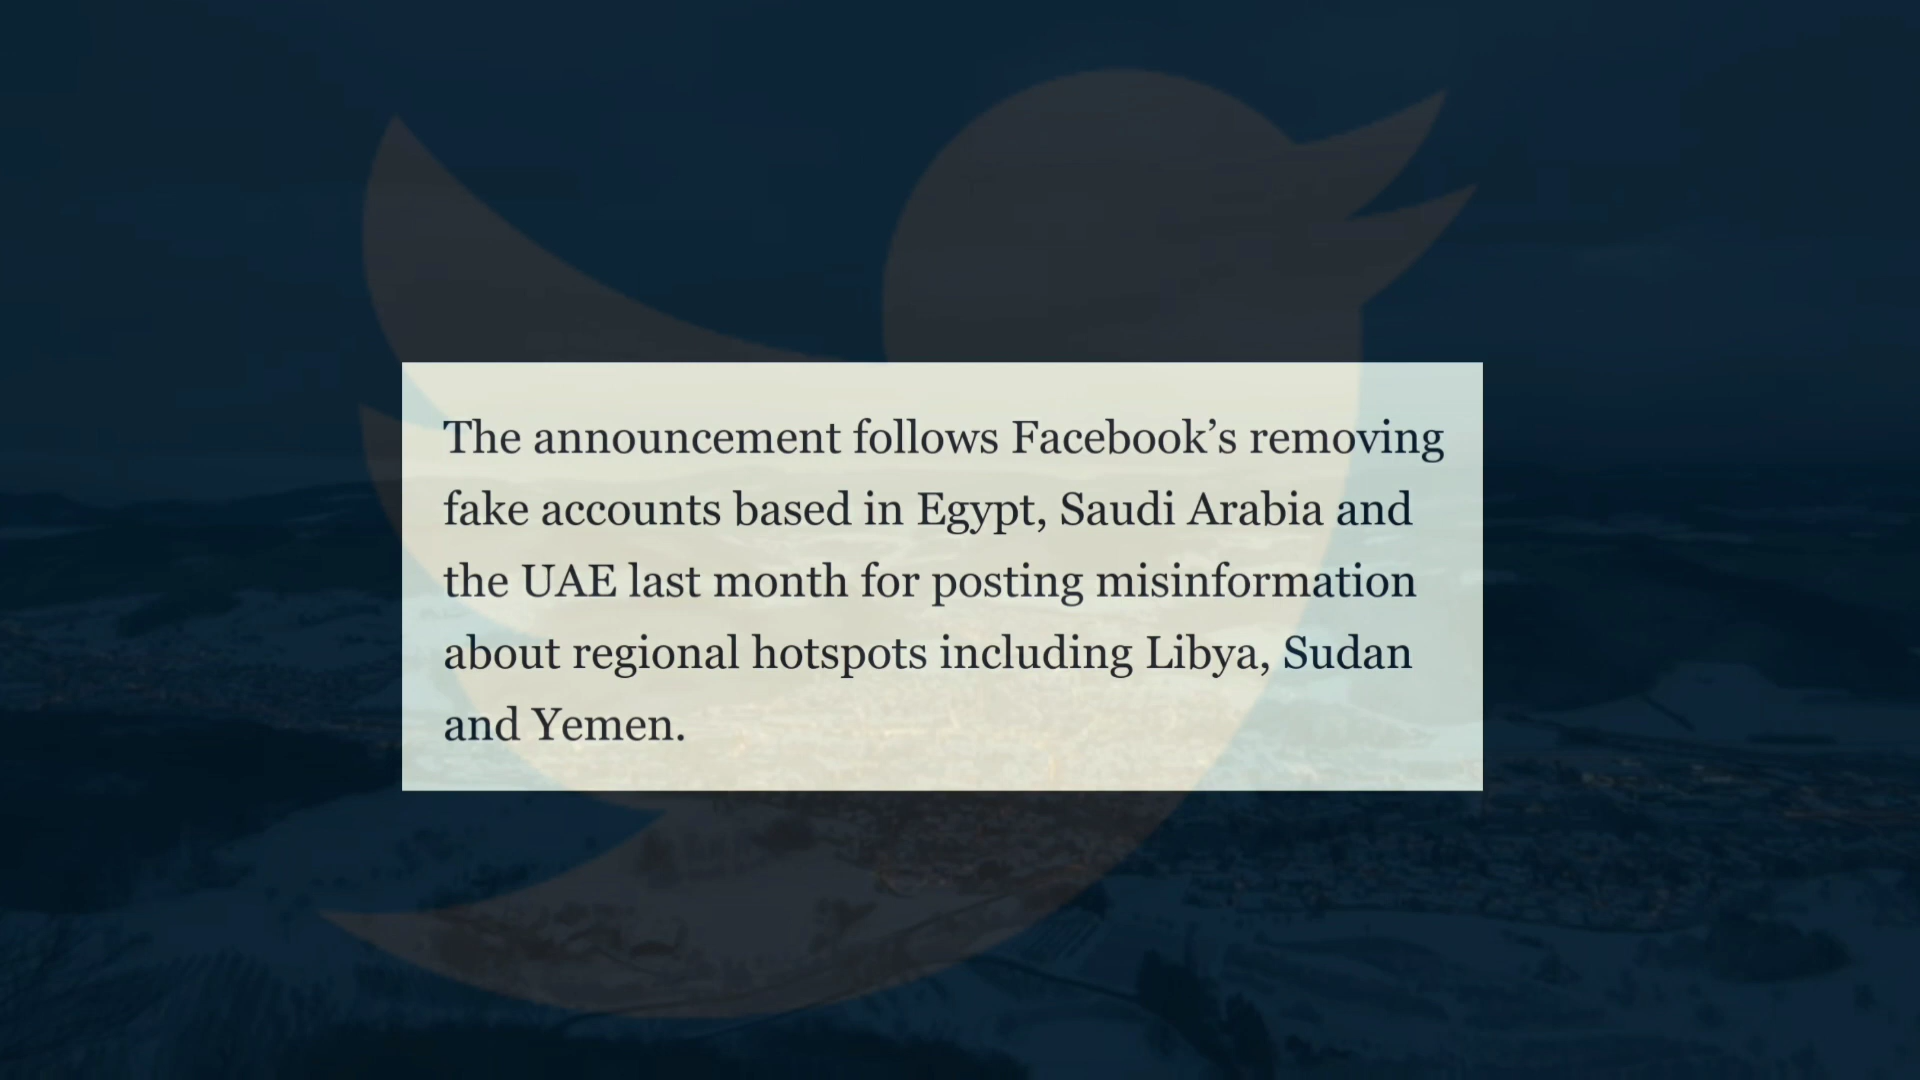 The announcement follows Facebook’s removing
fake accounts based in Egypt, Saudi Arabia and
the UAE last month for posting misinformation
about regional hotspots including Libya, Sudan
and Yemen.